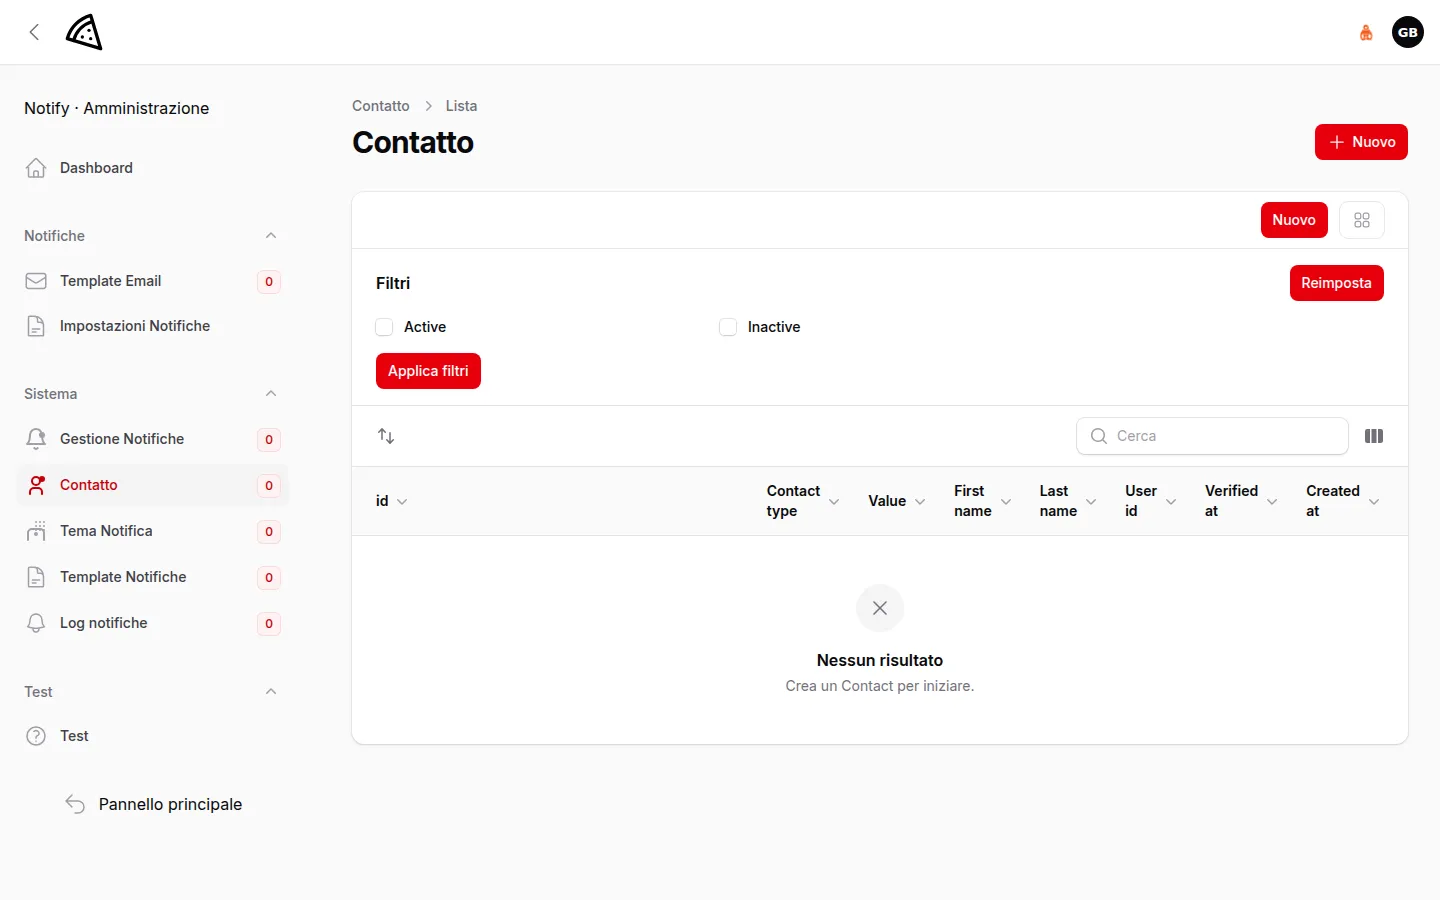 GB
Notify · Amministrazione
Dashboard
Notifiche
Template Email 0
Impostazioni Notifiche
Sistema
Gestione Notifiche 0
Contatto 0
Tema Notifica 0
Template Notifiche 0
Log notifiche 0
Test
Test
Pannello principale
Contatto > Lista
Contatto
Nuovo
Nuovo
Filtri
Reimposta
Active
Inactive
Applica filtri
Cerca
id
Contact type
Value
First name
Last name
User id
Verified at
Created at
Nessun risultato
Crea un Contact per iniziare.